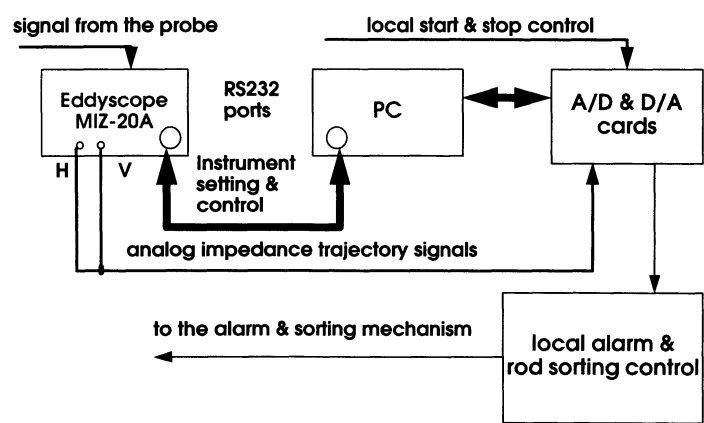 signal from the probe
local start & stop control
Eddyscope
MIZ-20A
RS232
ports
PC
A/D & D/A
cards
H
V
Instrument
setting &
control
analog impedance trajectory signals
to the alarm & sorting mechanism
local alarm &
rod sorting control